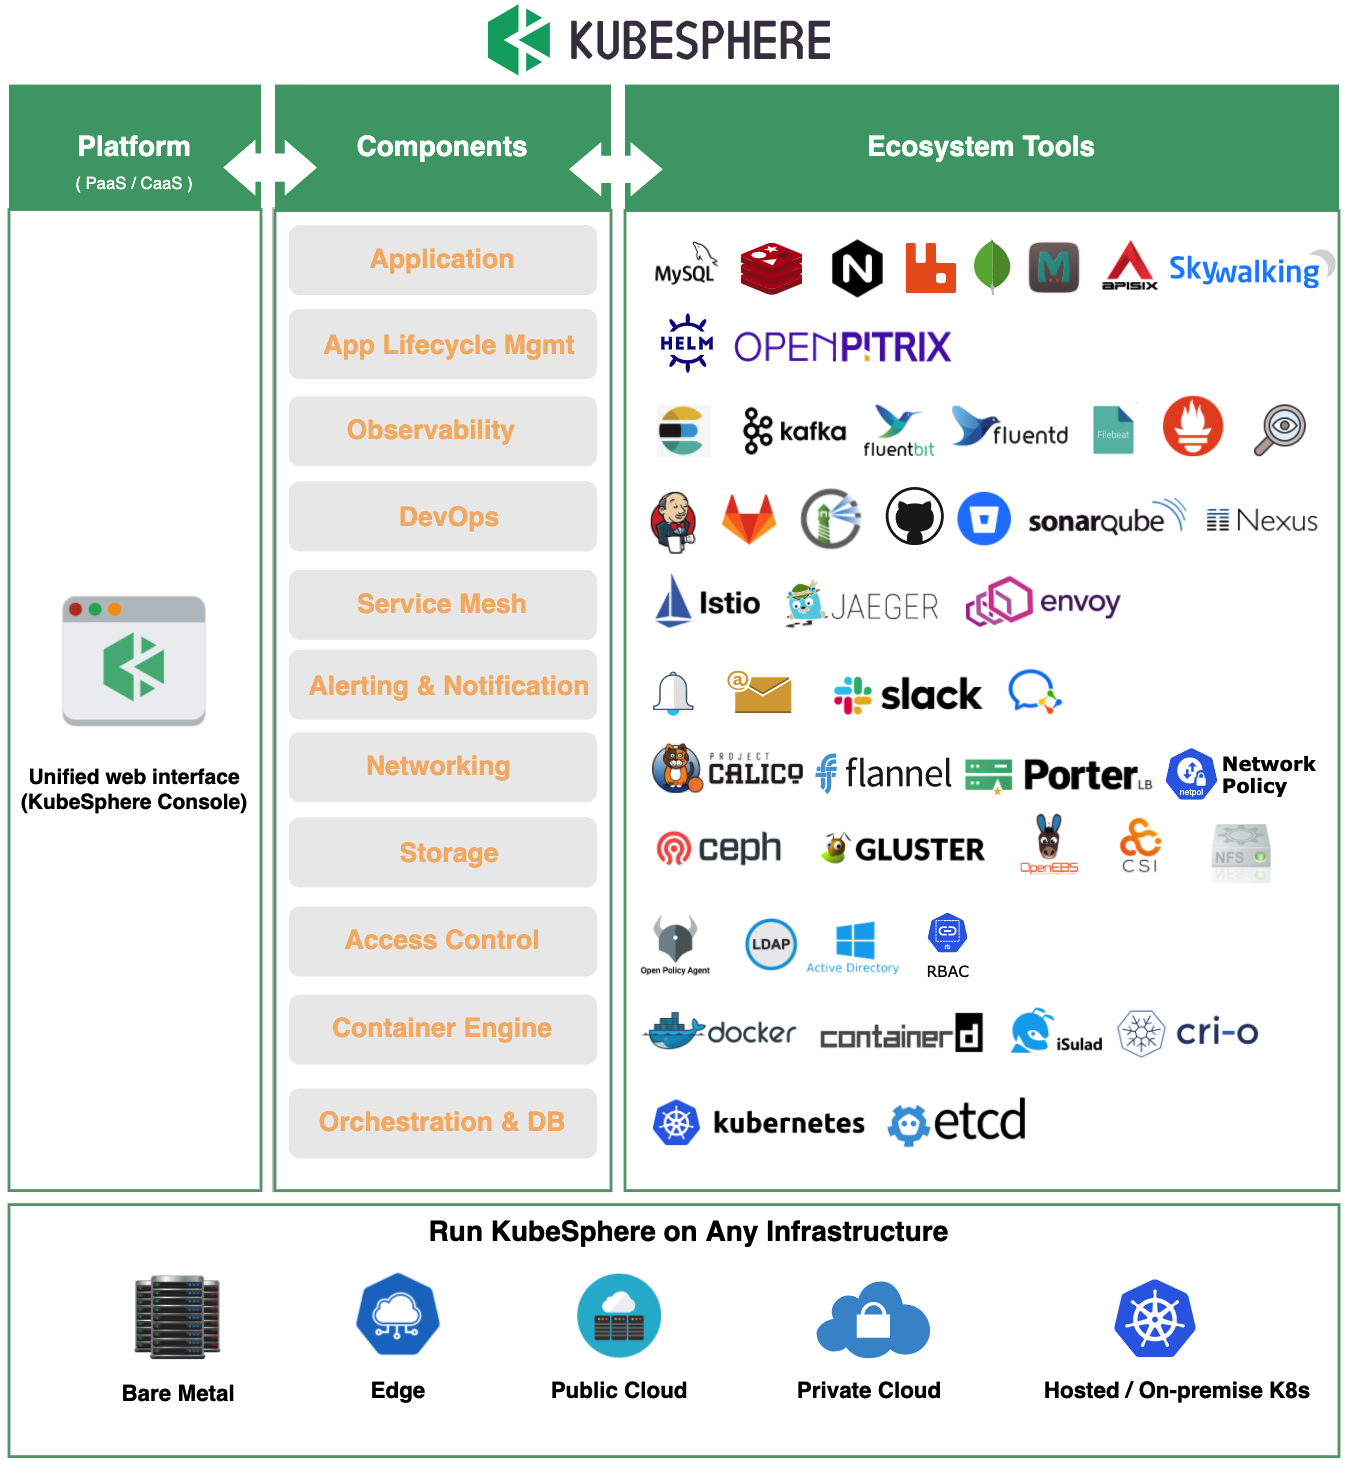 KUBESPHERE
Platform
( PaaS / CaaS )
Components
Ecosystem Tools
Application
MySQL
N
M
APISIX
Skywalking
App Lifecycle Mgmt
HELM
OPENPITRIX
Observability
kafka
fluentbit
fluentd
Filebeat
DevOps
sonarqube
Nexus
Service Mesh
Istio
JAEGER
envoy
Alerting & Notification
@
slack
Networking
PROJECT
CALICO
flannel
Porter LB
netpol
Network
Policy
Storage
ceph
GLUSTER
OpenEBS
CSI
NFS
Access Control
Open Policy Agent
LDAP
Active Directory
rb
RBAC
Container Engine
docker
containerd
iSulad
cri-o
Orchestration & DB
kubernetes
etcd
Unified web interface
(KubeSphere Console)
Run KubeSphere on Any Infrastructure
Bare Metal
Edge
Public Cloud
Private Cloud
Hosted / On-premise K8s